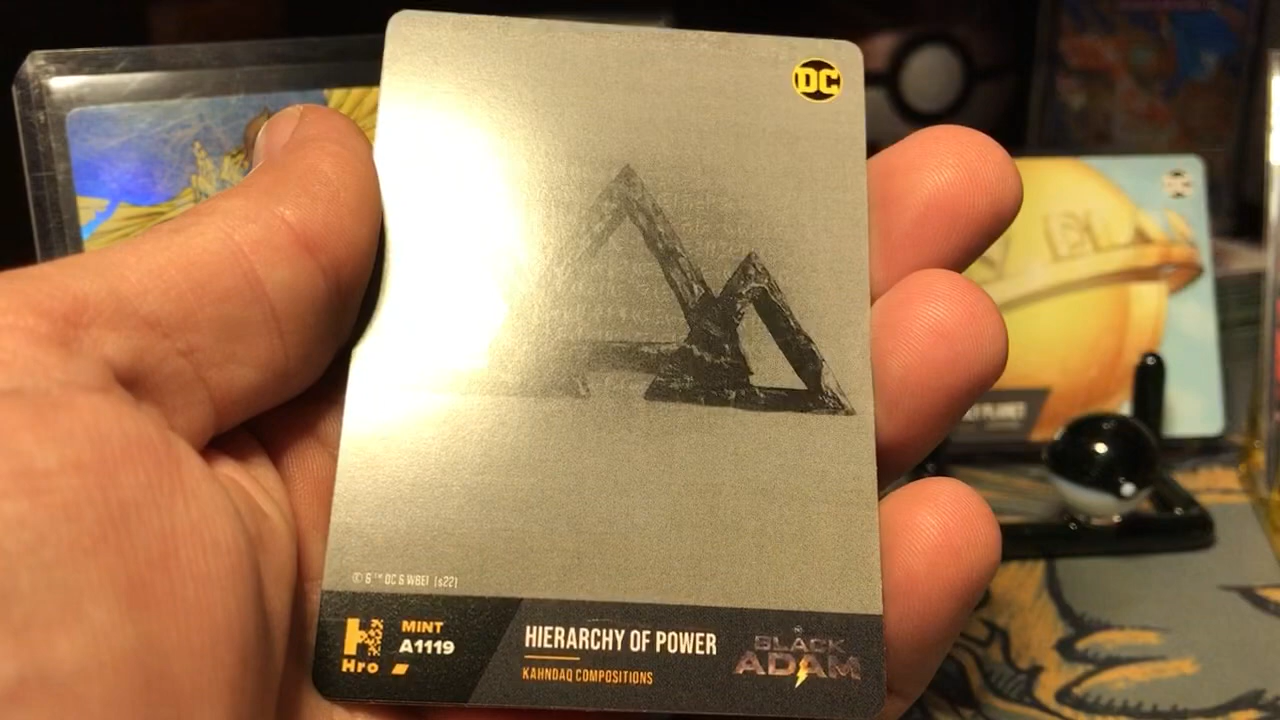 DC
© & ™ DC & WBEI (s22)
MINT
A1119
Hro
HIERARCHY OF POWER
KAHNDAQ COMPOSITIONS
BLACK
ADAM